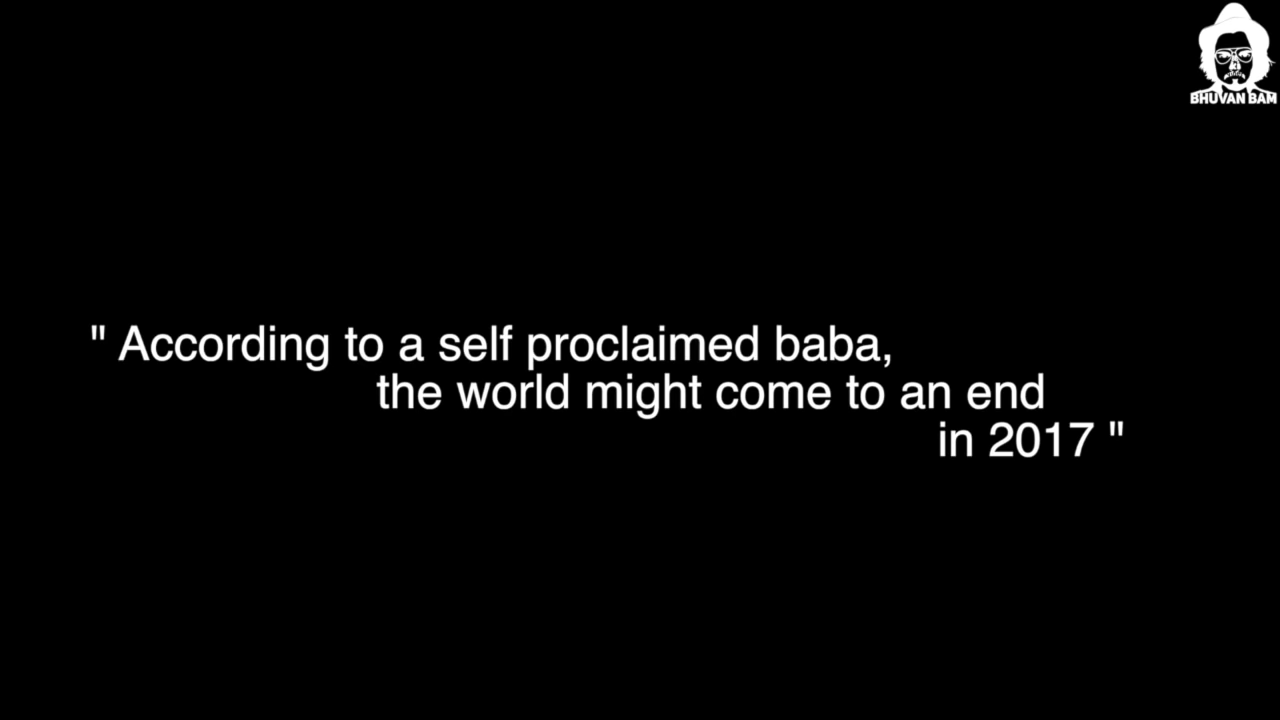 BHUVAN BAM
" According to a self proclaimed baba,
the world might come to an end
in 2017 "